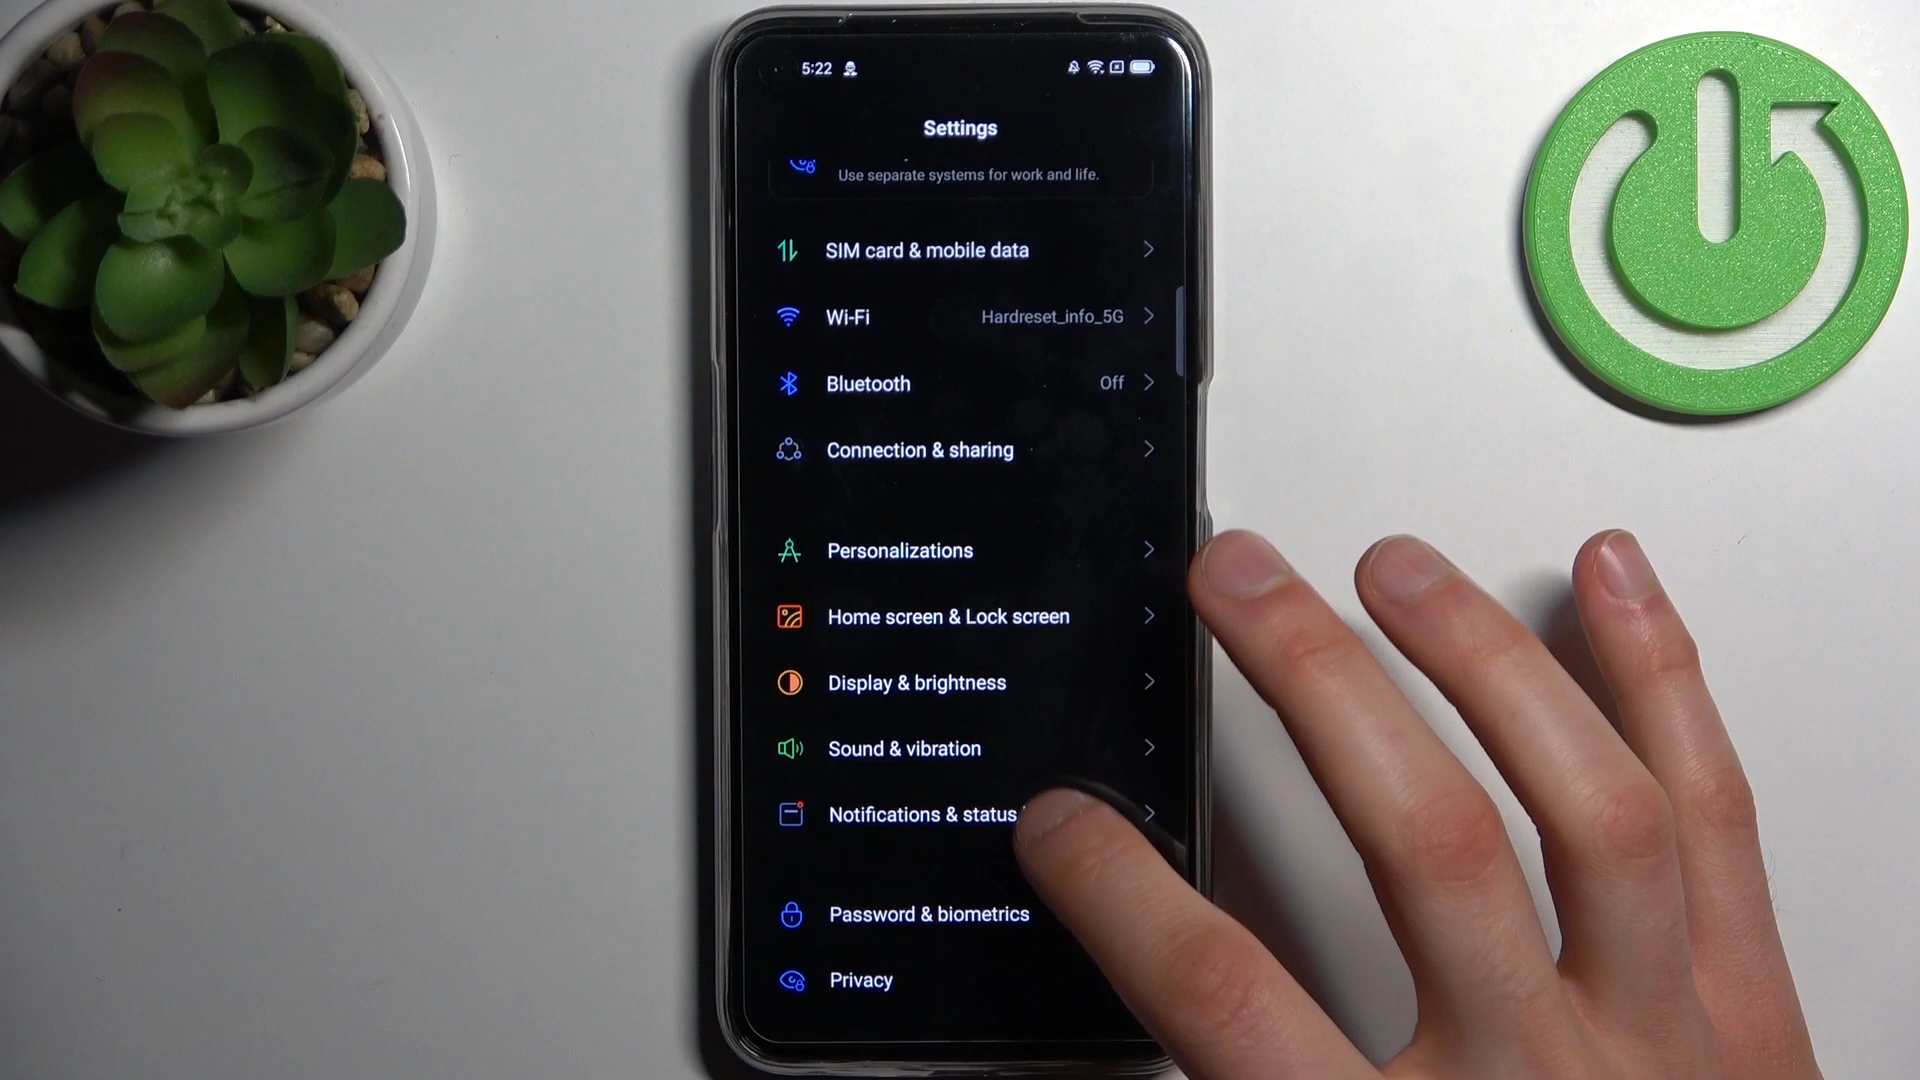 5:22
Settings
Use separate systems for work and life.
SIM card & mobile data
Wi-Fi Hardreset_info_5G
Bluetooth Off
Connection & sharing
Personalizations
Home screen & Lock screen
Display & brightness
Sound & vibration
Notifications & status
Password & biometrics
Privacy